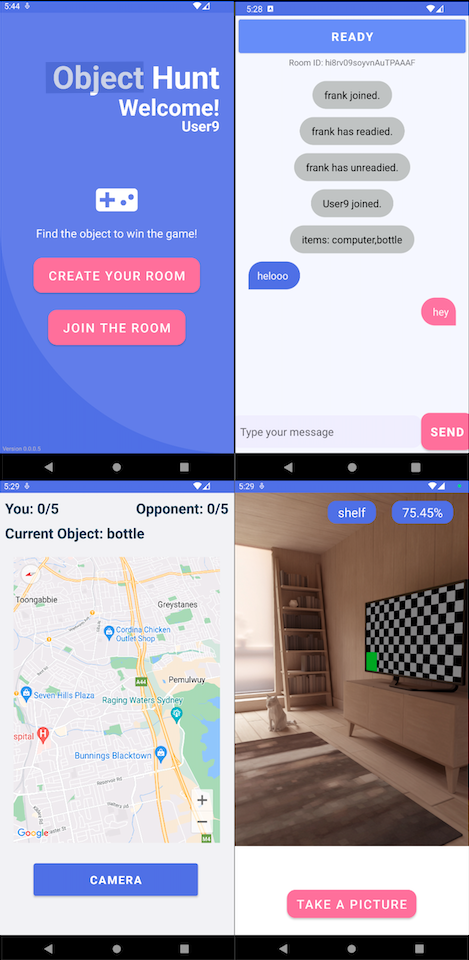 5:44
Object Hunt
Welcome!
User9
Find the object to win the game!
CREATE YOUR ROOM
JOIN THE ROOM
Version 0.0.0.5
5:28
READY
Room ID: hi8rv09soyvnAuTPAAAF
frank joined.
frank has readied.
frank has unreadied.
User9 joined.
items: computer,bottle
helooo
hey
Type your message
SEND
5:29
You: 0/5
Opponent: 0/5
Current Object: bottle
Toongabbie
Greystanes
Cordina Chicken
Outlet Shop
A44
Pemulwuy
Seven Hills Plaza
Raging Waters Sydney
spital
H
Bunnings Blacktown
Reservoir Rd
M4
Google
CAMERA
5:29
shelf
75.45%
TAKE A PICTURE